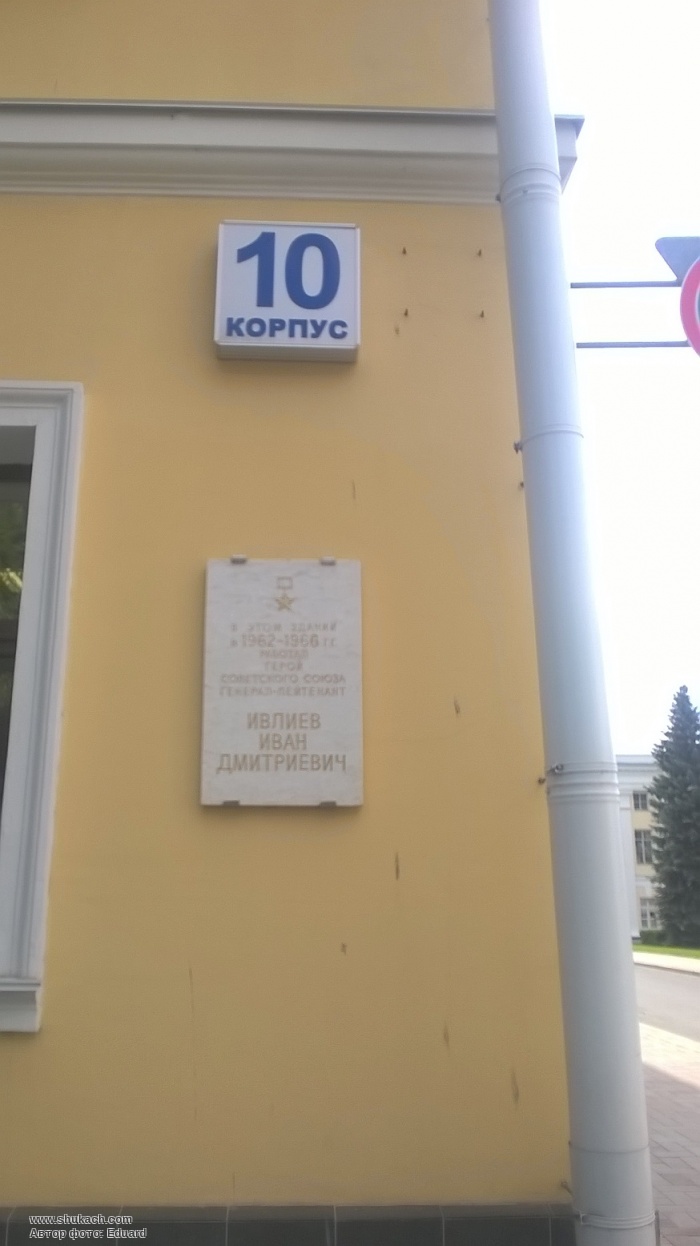 10
КОРПУС
В ЭТОМ ЗДАНИИ
в 1962-1966 гг.
РАБОТАЛ
ГЕРОЙ
СОВЕТСКОГО СОЮЗА
ГЕНЕРАЛ-ЛЕЙТЕНАНТ
ИВЛИЕВ
ИВАН
ДМИТРИЕВИЧ
www.shukach.com
Автор фото: Eduard